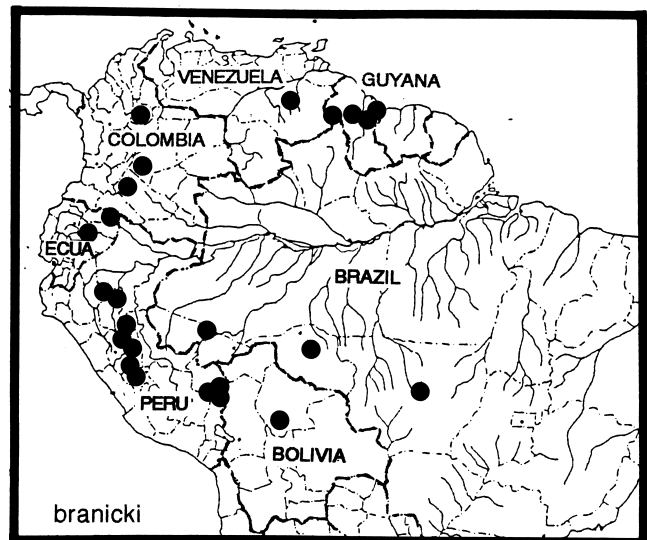 VENEZUELA
GUYANA
COLOMBIA
ECUA
BRAZIL
PERU
BOLIVIA
branicki